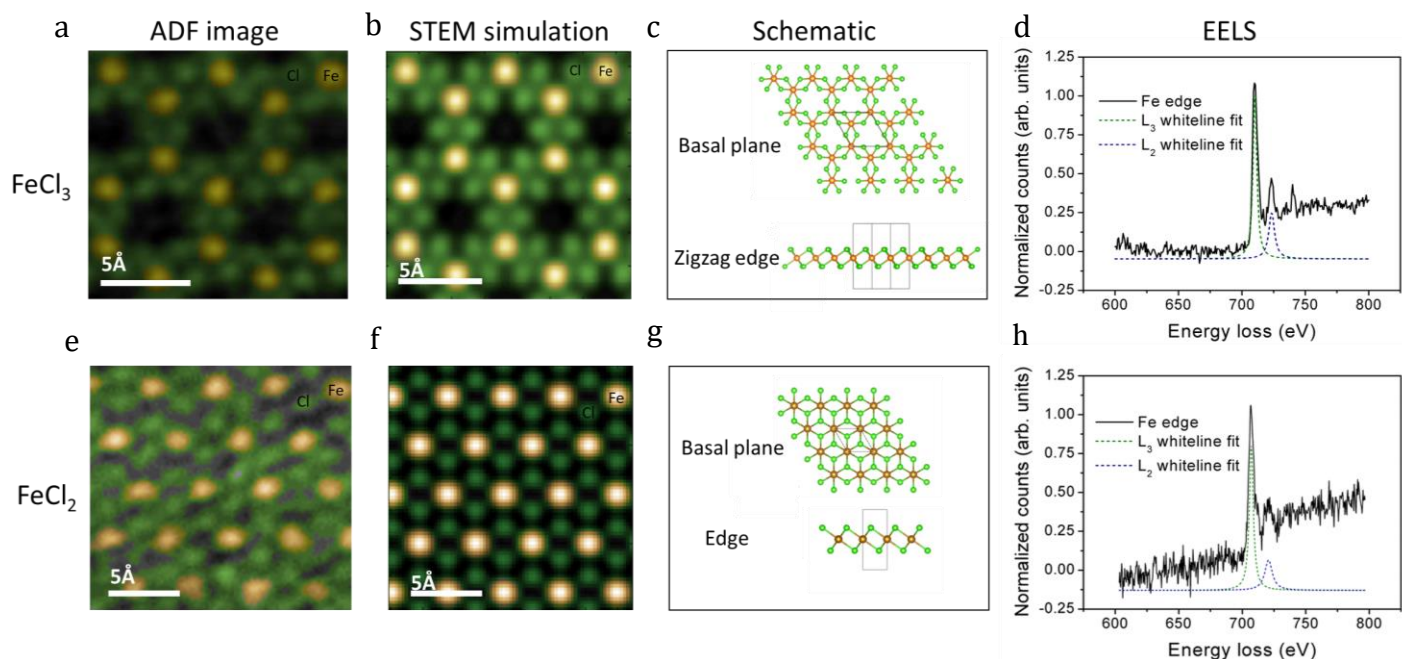 a ADF image
b STEM simulation
c Schematic
d EELS
FeCl3
Cl Fe
5Å
Cl Fe
5Å
Basal plane
Zigzag edge
Normalized counts (arb. units)
1.25
1.00
0.75
0.50
0.25
0.00
-0.25
Fe edge
L3 whiteline fit
L2 whiteline fit
600 650 700 750 800
Energy loss (eV)
e
f
g
h
FeCl2
Fe
Cl
5Å
Fe
Cl
5Å
Basal plane
Edge
Normalized counts (arb. units)
1.25
1.00
0.75
0.50
0.25
0.00
-0.25
Fe edge
L3 whiteline fit
L2 whiteline fit
600 650 700 750 800
Energy loss (eV)